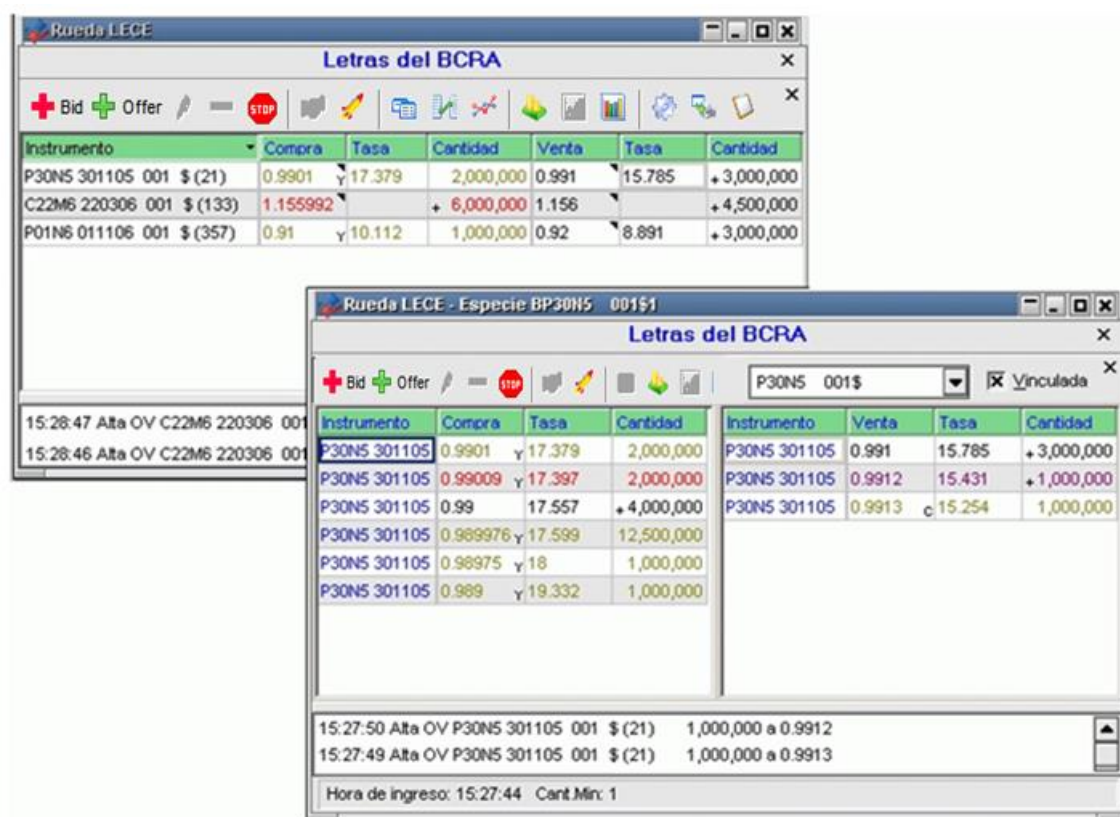 Rueda LECE
Letras del BCRA
Bid Offer STOP
Instrumento Compra Tasa Cantidad Venta Tasa Cantidad
P30N5 301105 001 $ (21) 0.9901 Y 17.379 2,000,000 0.991 15.785 + 3,000,000
C22M6 220306 001 $ (133) 1.155992 + 6,000,000 1.156 + 4,500,000
P01N6 011106 001 $ (357) 0.91 Y 10.112 1,000,000 0.92 8.891 + 3,000,000
15:28:47 Alta OV C22M6 220306 001
15:28:46 Alta OV C22M6 220306 001
Rueda LECE - Especie BP30N5 001$1
Letras del BCRA
Bid Offer STOP P30N5 001$ Vinculada
Instrumento Compra Tasa Cantidad Instrumento Venta Tasa Cantidad
P30N5 301105 0.9901 Y 17.379 2,000,000 P30N5 301105 0.991 15.785 + 3,000,000
P30N5 301105 0.99009 Y 17.397 2,000,000 P30N5 301105 0.9912 15.431 + 1,000,000
P30N5 301105 0.99 17.557 + 4,000,000 P30N5 301105 0.9913 C 15.254 1,000,000
P30N5 301105 0.989976 Y 17.599 12,500,000
P30N5 301105 0.98975 Y 18 1,000,000
P30N5 301105 0.989 Y 19.332 1,000,000
15:27:50 Alta OV P30N5 301105 001 $ (21) 1,000,000 a 0.9912
15:27:49 Alta OV P30N5 301105 001 $ (21) 1,000,000 a 0.9913
Hora de ingreso: 15:27:44 Cant.Min: 1